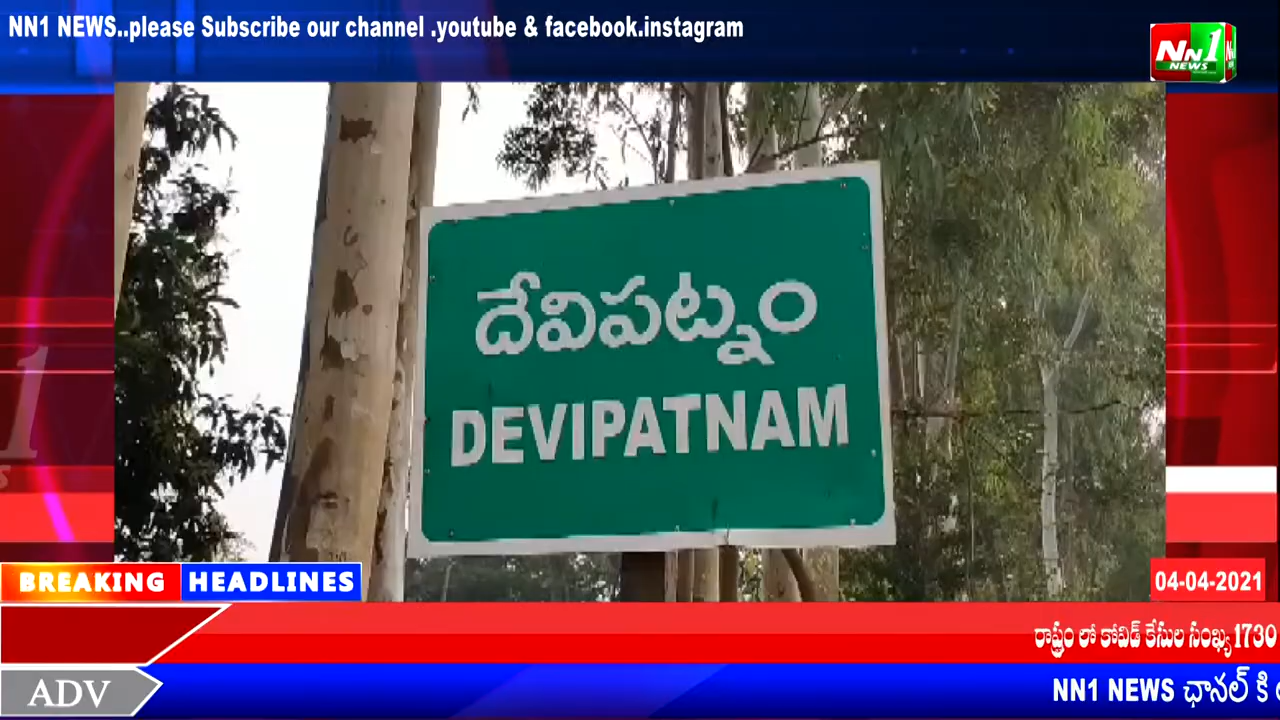 NN1 NEWS..please Subscribe our channel .youtube & facebook.instagram
NN1
NEWS
దేవిపట్నం
DEVIPATNAM
BREAKING HEADLINES
04-04-2021
రాష్ట్రం లో కోవిడ్ కేసుల సంఖ్య 1730
ADV
NN1 NEWS ఛానల్ కి